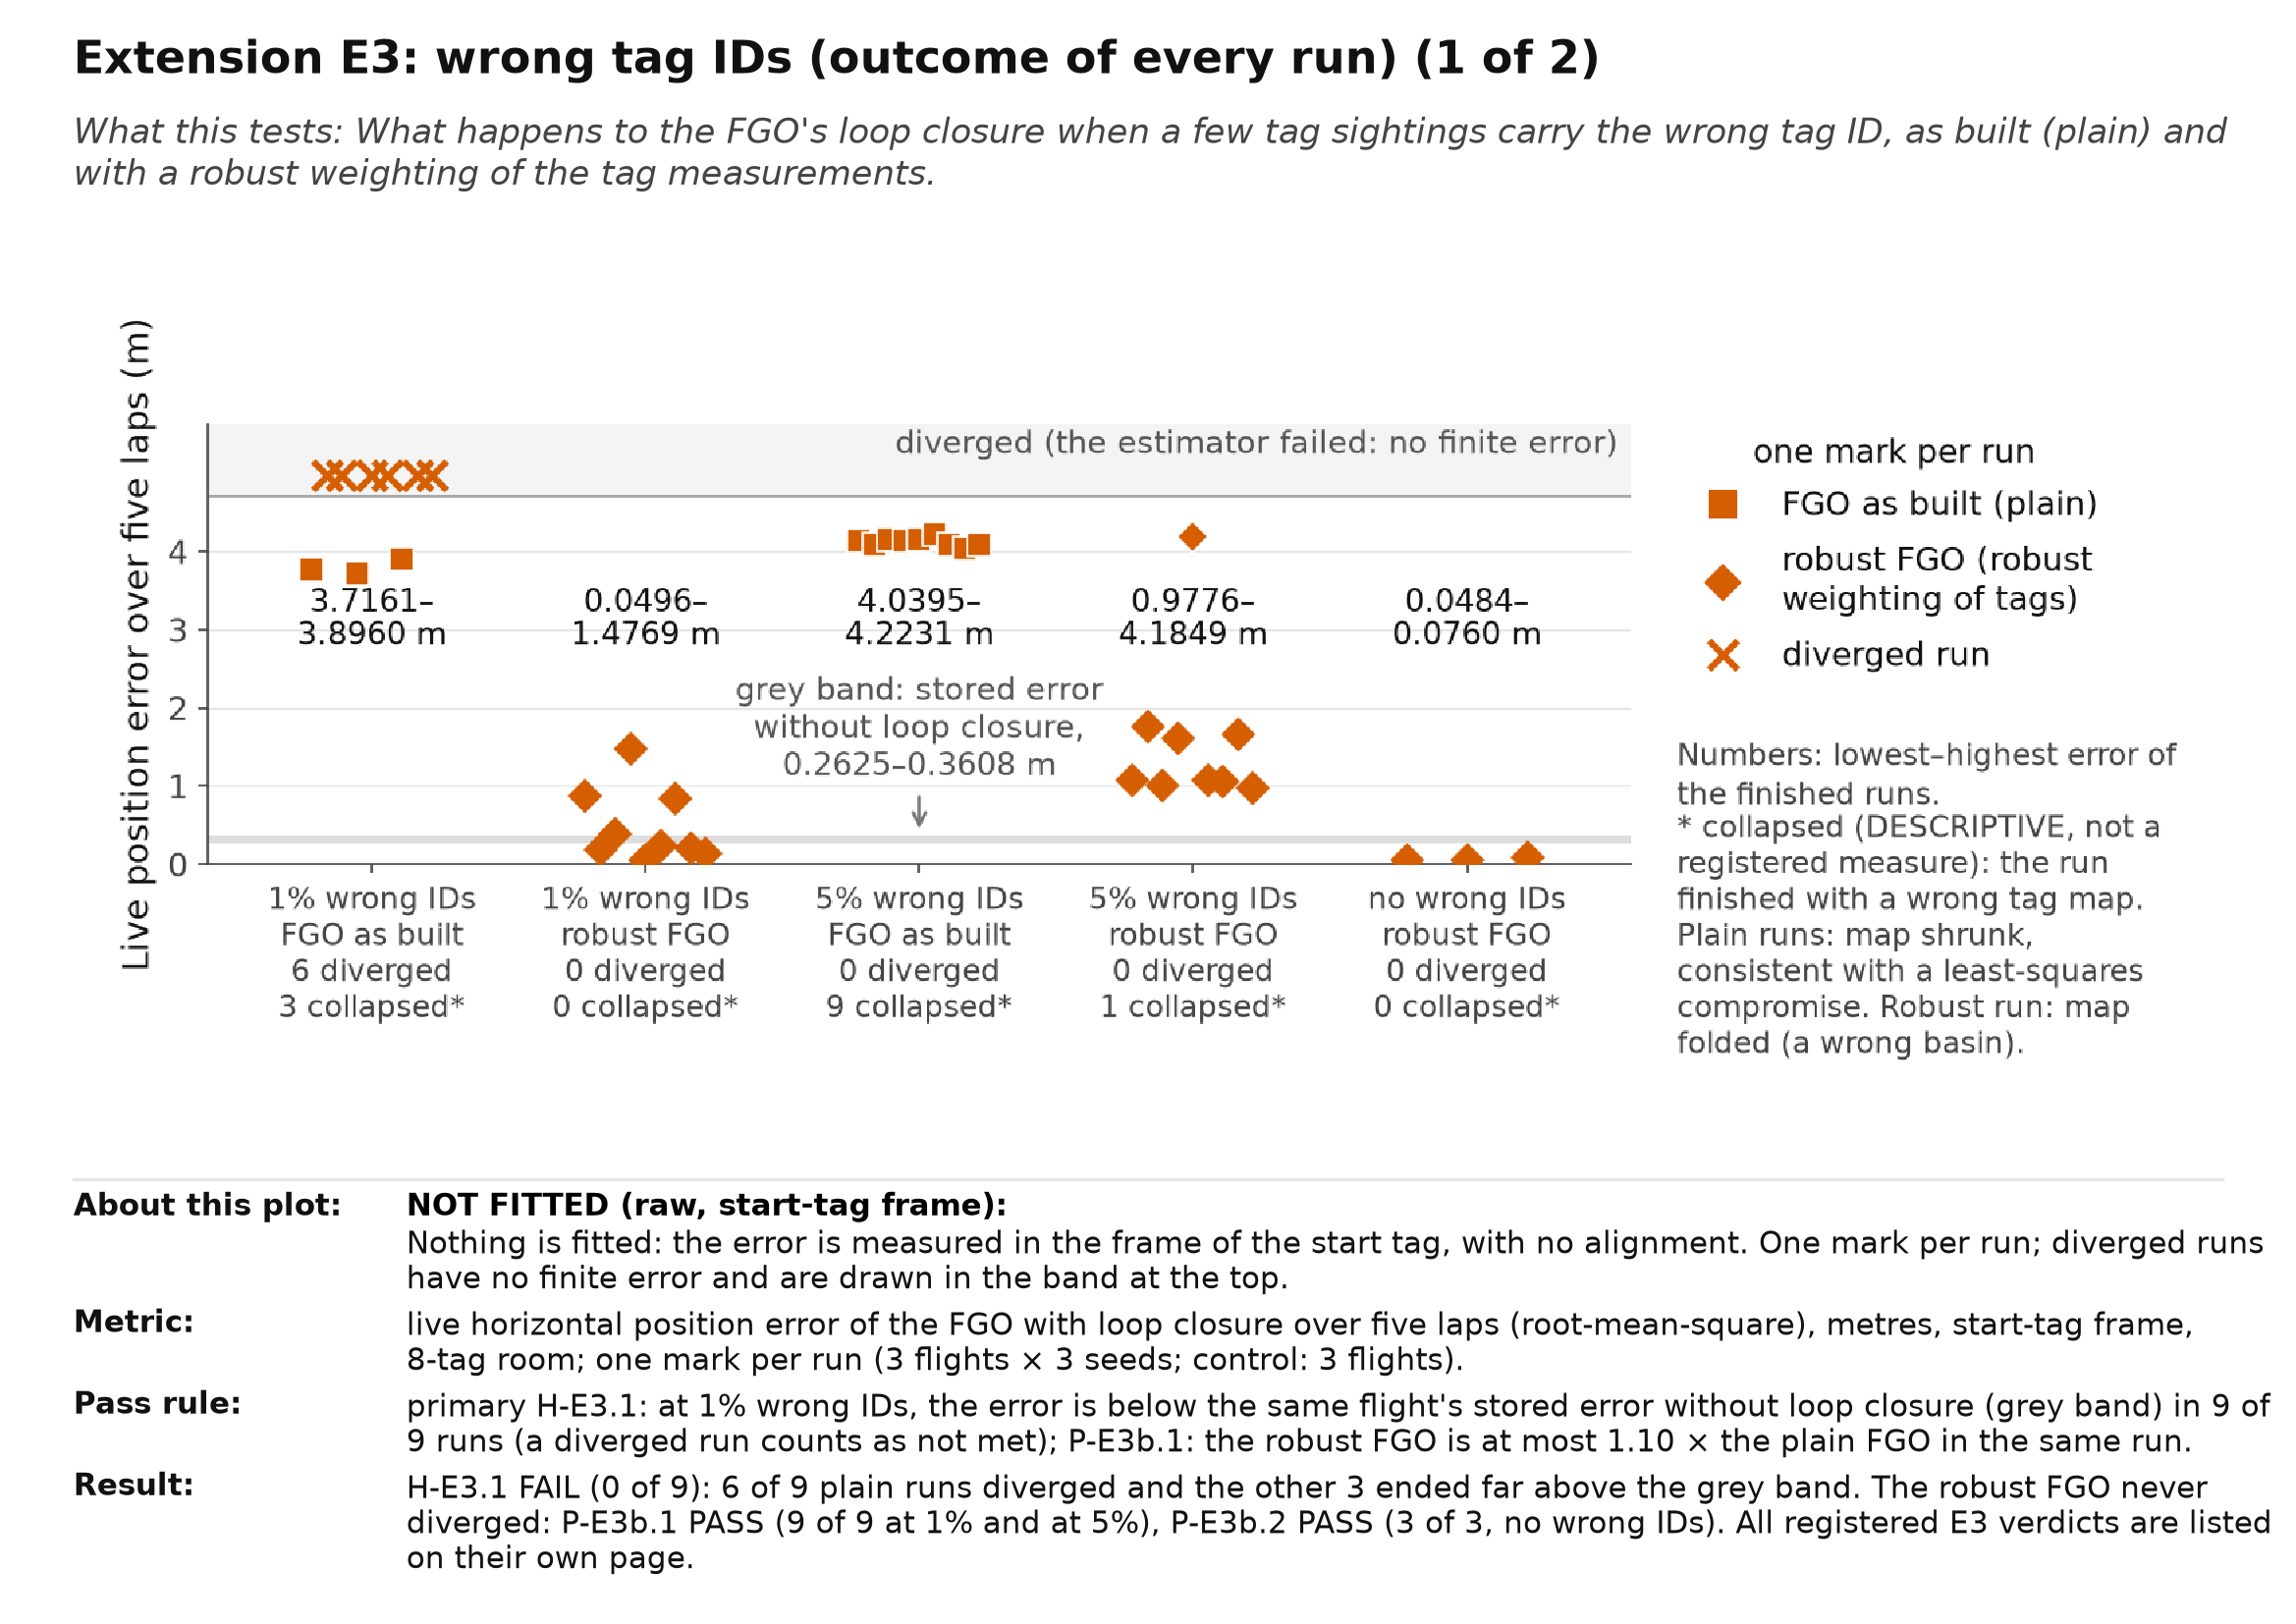 Extension E3: wrong tag IDs (outcome of every run) (1 of 2)
What this tests: What happens to the FGO's loop closure when a few tag sightings carry the wrong tag ID, as built (plain) and
with a robust weighting of the tag measurements.
Live position error over five laps (m)
diverged (the estimator failed: no finite error)
4
3
2
1
0
3.7161–
3.8960 m
0.0496–
1.4769 m
4.0395–
4.2231 m
0.9776–
4.1849 m
0.0484–
0.0760 m
grey band: stored error
without loop closure,
0.2625–0.3608 m
1% wrong IDs
FGO as built
6 diverged
3 collapsed*
1% wrong IDs
robust FGO
0 diverged
0 collapsed*
5% wrong IDs
FGO as built
0 diverged
9 collapsed*
5% wrong IDs
robust FGO
0 diverged
1 collapsed*
no wrong IDs
robust FGO
0 diverged
0 collapsed*
one mark per run
FGO as built (plain)
robust FGO (robust
weighting of tags)
diverged run
Numbers: lowest–highest error of
the finished runs.
* collapsed (DESCRIPTIVE, not a
registered measure): the run
finished with a wrong tag map.
Plain runs: map shrunk,
consistent with a least-squares
compromise. Robust run: map
folded (a wrong basin).
About this plot:
NOT FITTED (raw, start-tag frame):
Nothing is fitted: the error is measured in the frame of the start tag, with no alignment. One mark per run; diverged runs
have no finite error and are drawn in the band at the top.
Metric:
live horizontal position error of the FGO with loop closure over five laps (root-mean-square), metres, start-tag frame,
8-tag room; one mark per run (3 flights × 3 seeds; control: 3 flights).
Pass rule:
primary H-E3.1: at 1% wrong IDs, the error is below the same flight's stored error without loop closure (grey band) in 9 of
9 runs (a diverged run counts as not met); P-E3b.1: the robust FGO is at most 1.10 × the plain FGO in the same run.
Result:
H-E3.1 FAIL (0 of 9): 6 of 9 plain runs diverged and the other 3 ended far above the grey band. The robust FGO never
diverged: P-E3b.1 PASS (9 of 9 at 1% and at 5%), P-E3b.2 PASS (3 of 3, no wrong IDs). All registered E3 verdicts are listed
on their own page.